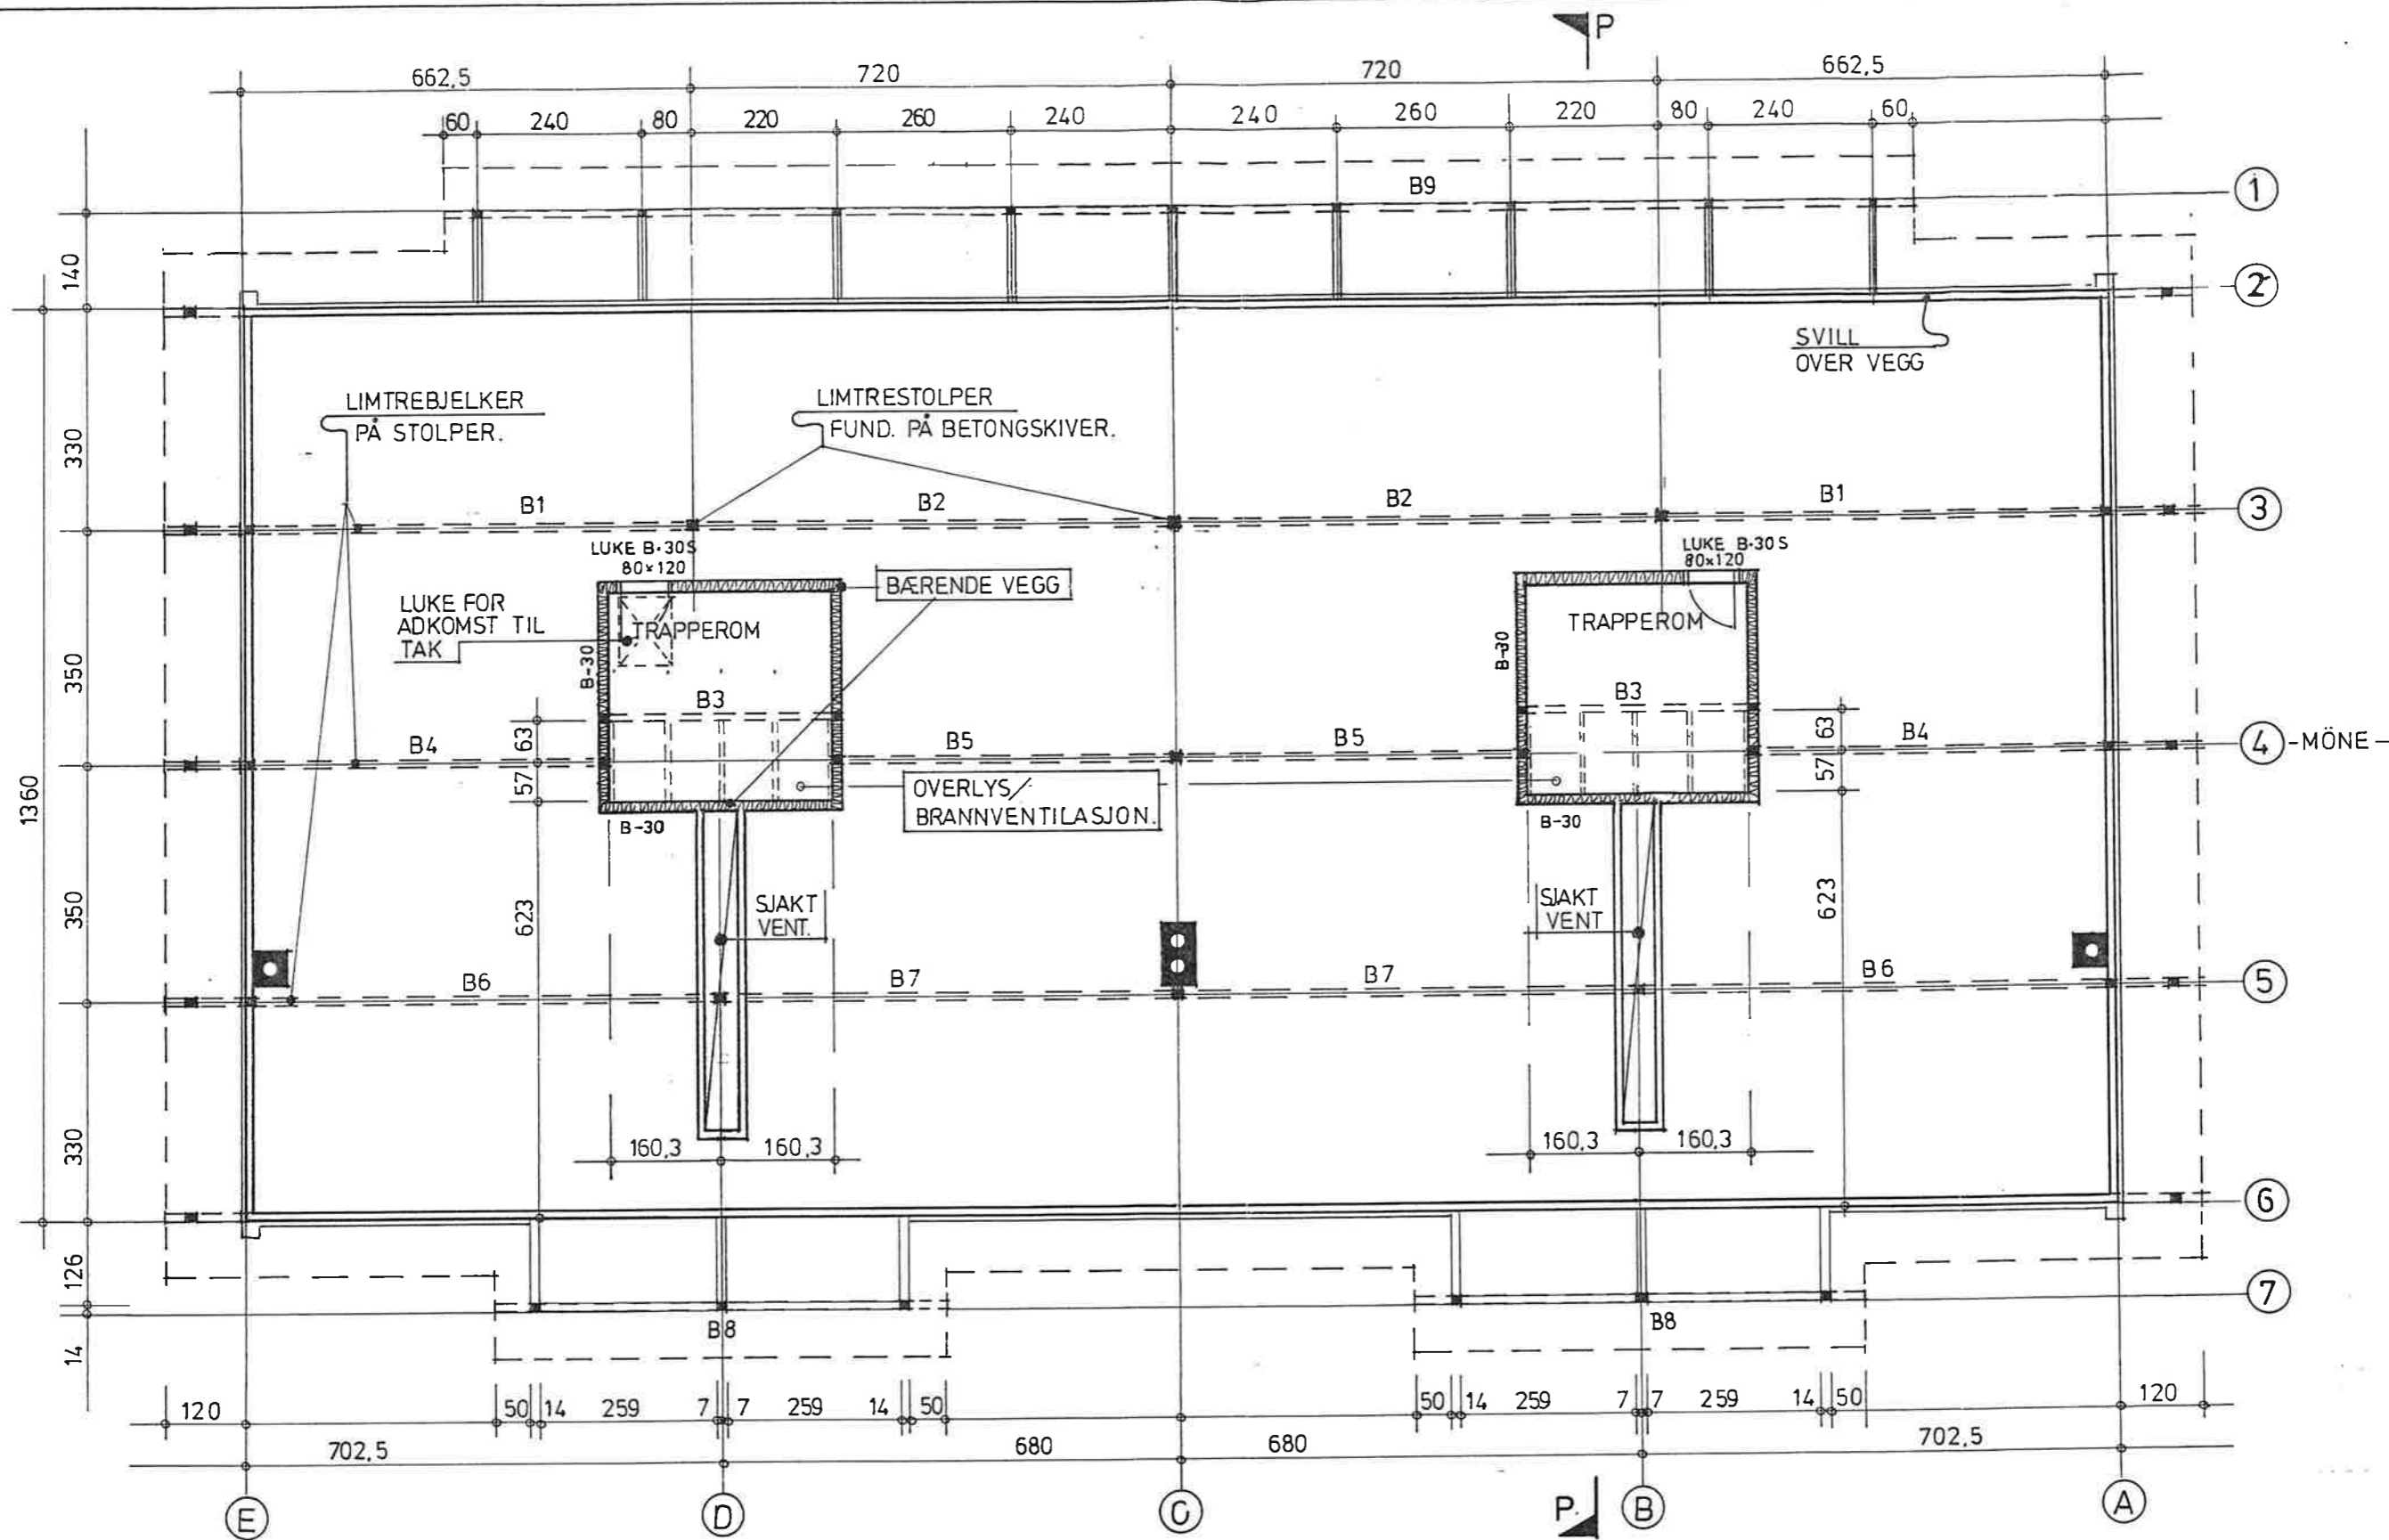 P
662,5 720 720 662,5
60 240 80 220 260 240 240 260 220 80 240 60
B9
1
140
2
SVILL
OVER VEGG
LIMTREBJELKER
PÅ STOLPER.
LIMTRESTOLPER
FUND. PÅ BETONGSKIVER.
330
B1 B2 B2 B1
3
LUKE B-30S
80×120
LUKE B-30S
80×120
BÆRENDE VEGG
LUKE FOR
ADKOMST TIL
TAK
TRAPPEROM
TRAPPEROM
B-30
B-30
350
B3
B3
63
63
B4 B5 B5 B4
4 -MÖNE-
57
57
1360
OVERLYS/
BRANNVENTILASJON.
B-30
B-30
350
623
SJAKT
VENT.
SJAKT
VENT
623
B6 B7 B7 B6
5
330
160,3 160,3
160,3 160,3
6
126
7
B8
B8
14
120 50 14 259 7 7 259 14 50 50 14 259 7 7 259 14 50 120
702,5 680 680 702,5
E D C P. B A